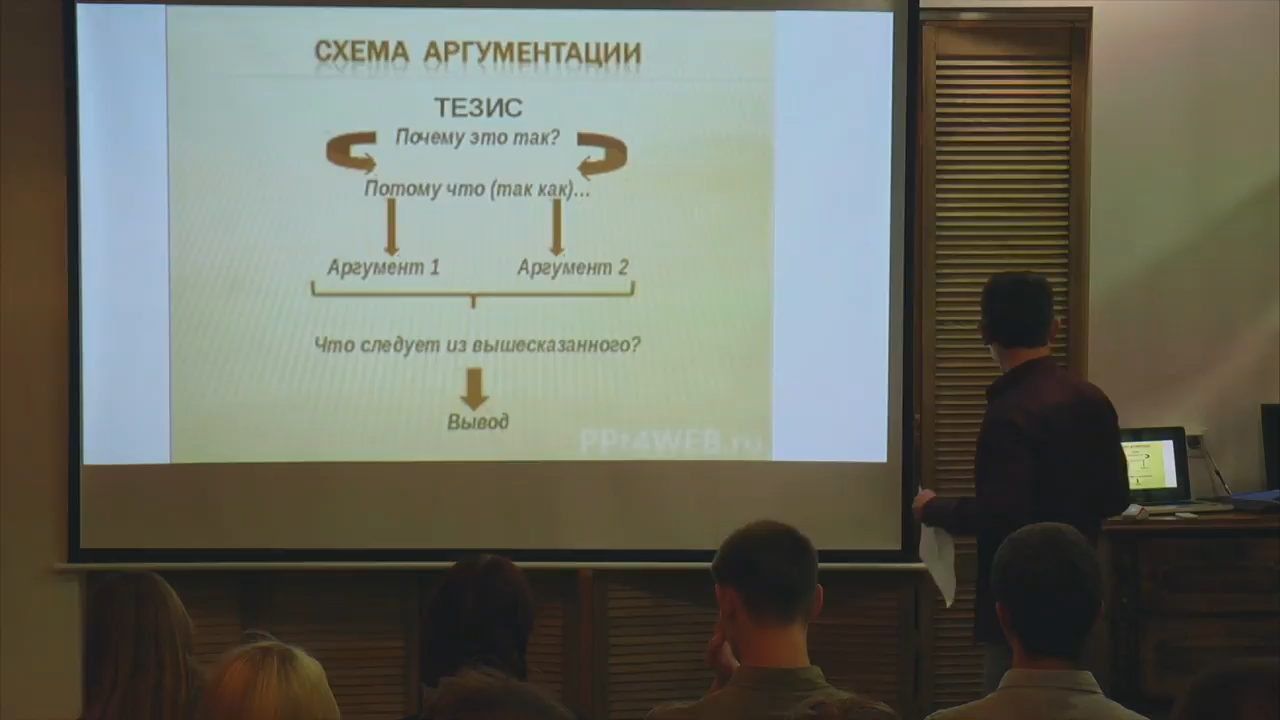 СХЕМА АРГУМЕНТАЦИИ
ТЕЗИС
Почему это так?
Потому что (так как)...
Аргумент 1 Аргумент 2
Что следует из вышесказанного?
Вывод
PPt4WEB.ru